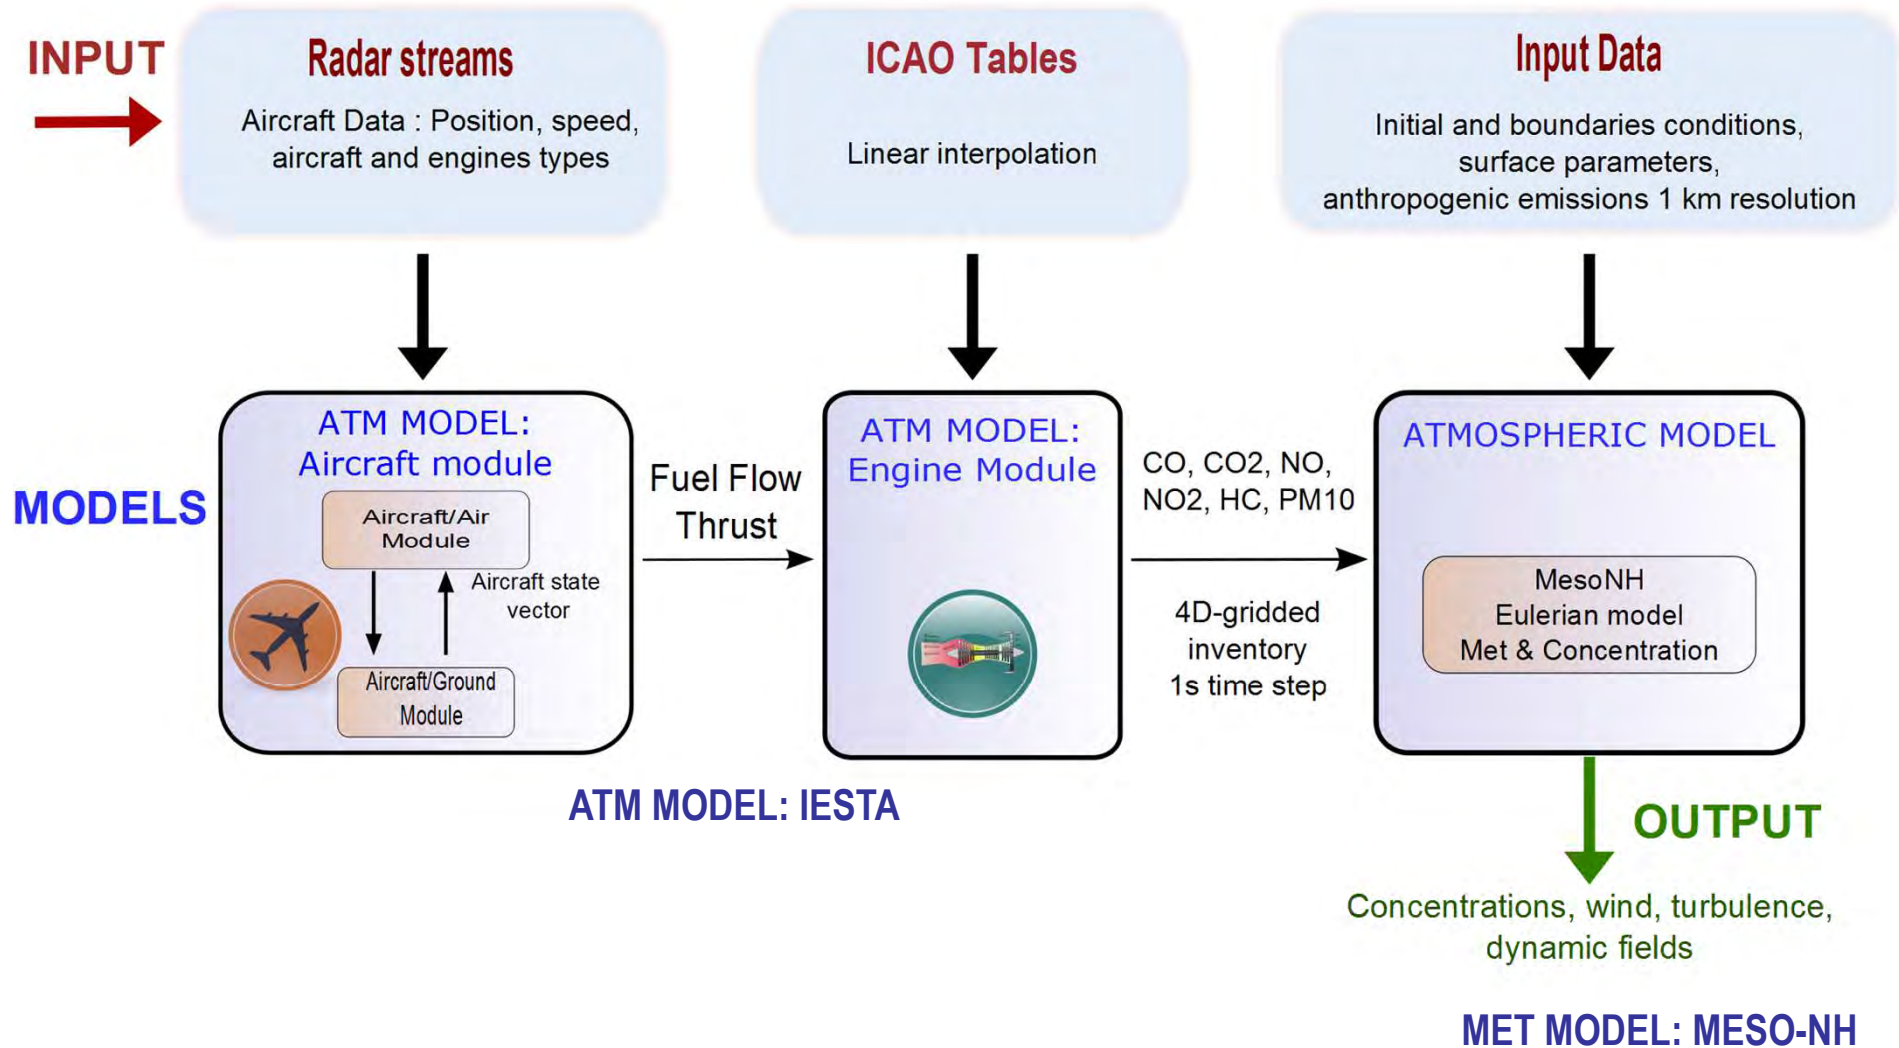 INPUT
Radar streams
Aircraft Data : Position, speed,
aircraft and engines types
ICAO Tables
Linear interpolation
Input Data
Initial and boundaries conditions,
surface parameters,
anthropogenic emissions 1 km resolution
MODELS
ATM MODEL:
Aircraft module
Aircraft/Air
Module
Aircraft state
vector
Aircraft/Ground
Module
Fuel Flow
Thrust
ATM MODEL:
Engine Module
CO, CO2, NO,
NO2, HC, PM10
4D-gridded
inventory
1s time step
ATMOSPHERIC MODEL
MesoNH
Eulerian model
Met & Concentration
ATM MODEL: IESTA
OUTPUT
Concentrations, wind, turbulence,
dynamic fields
MET MODEL: MESO-NH